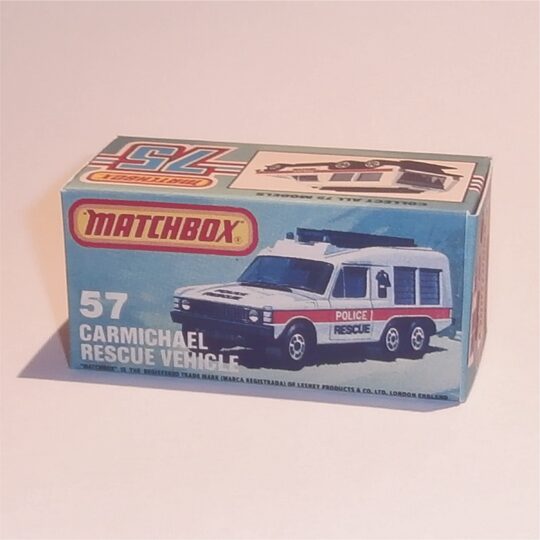 75
MATCHBOX
COLLECT ALL 75 MODELS
MATCHBOX®
POLICE
RESCUE
57
CARMICHAEL
RESCUE VEHICLE
"MATCHBOX" IS THE REGISTERED TRADE MARK (MARCA REGISTRADA) OF LESNEY PRODUCTS & CO. LTD. LONDON ENGLAND